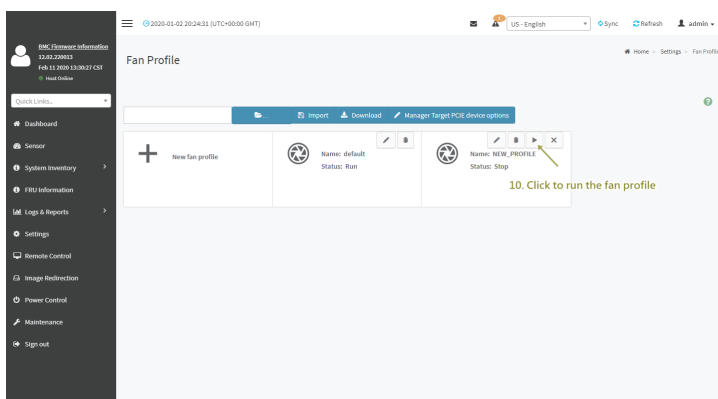 2020-01-02 20:24:31 (UTC+00:00 GMT)
US - English
Sync
Refresh
admin
BMC Firmware Information
12.02.220013
Feb 11 2020 13:30:27 CST
Host Online
Quick Links...
Dashboard
Sensor
System Inventory
FRU Information
Logs & Reports
Settings
Remote Control
Image Redirection
Power Control
Maintenance
Sign out
Fan Profile
Home > Settings > Fan Profile
Import
Download
Manager Target PCIE device options
New fan profile
Name: default
Status: Run
Name: NEW_PROFILE
Status: Stop
10. Click to run the fan profile